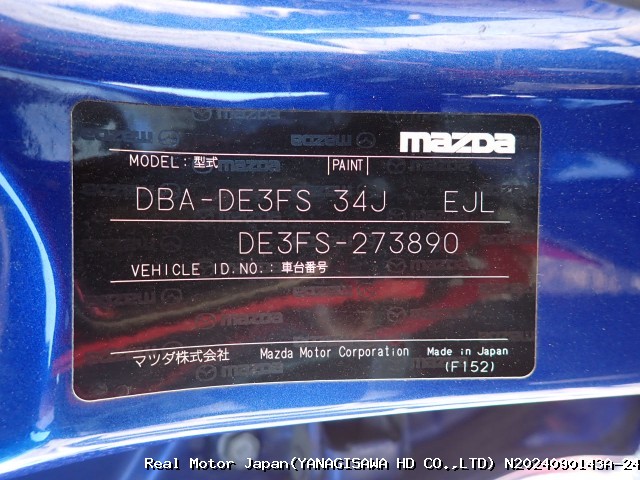 mazda
MODEL: 型式 PAINT
DBA-DE3FS 34J EJL
DE3FS-273890
VEHICLE ID.NO.: 車台番号
マツダ株式会社 Mazda Motor Corporation Made in Japan
(F152)
Real Motor Japan(YANAGISAWA HD CO.,LTD) N2024090143A-24